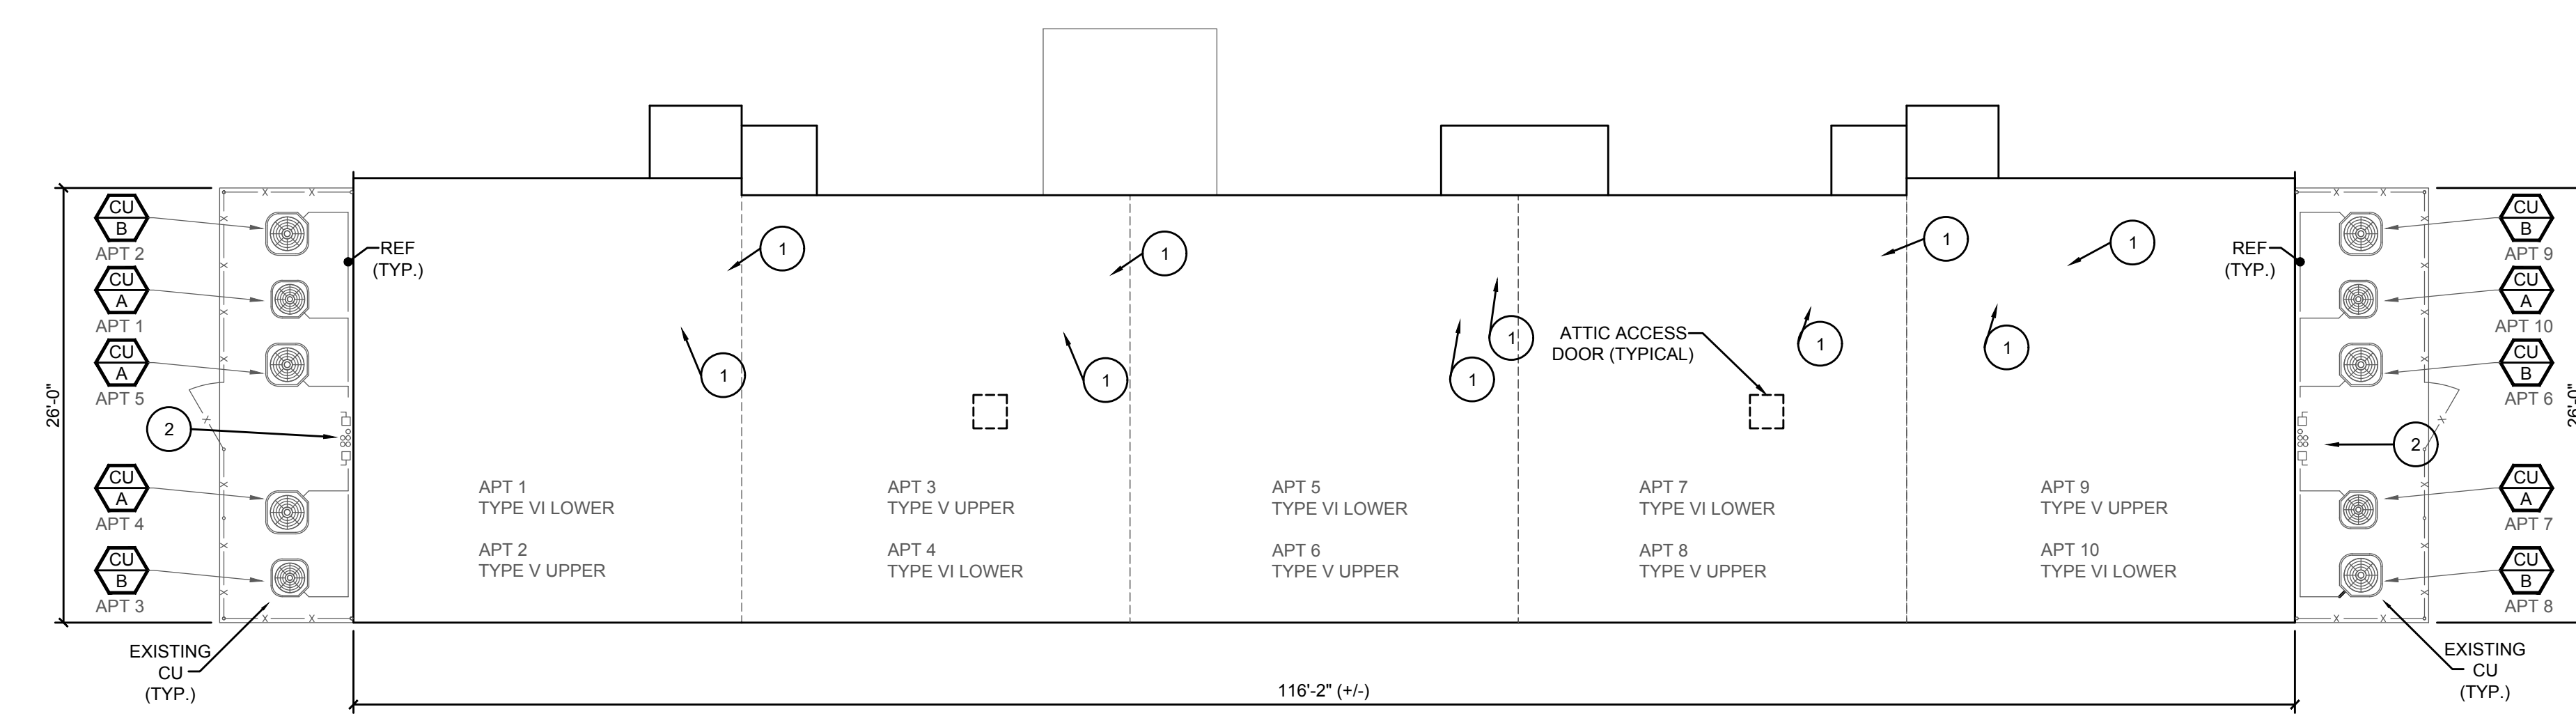 CU
B
APT 2
CU
A
APT 1
CU
A
APT 5
2
CU
A
APT 4
CU
B
APT 3
26'-0"
EXISTING
CU
(TYP.)
REF
(TYP.)
1
1
1
1
1
1
1
1
1
1
ATTIC ACCESS
DOOR (TYPICAL)
APT 1
TYPE VI LOWER
APT 2
TYPE V UPPER
APT 3
TYPE V UPPER
APT 4
TYPE VI LOWER
APT 5
TYPE VI LOWER
APT 6
TYPE V UPPER
APT 7
TYPE VI LOWER
APT 8
TYPE V UPPER
APT 9
TYPE V UPPER
APT 10
TYPE VI LOWER
116'-2" (+/-)
REF
(TYP.)
CU
B
APT 9
CU
A
APT 10
CU
B
APT 6
2
CU
A
APT 7
CU
B
APT 8
26'-0"
EXISTING
CU
(TYP.)